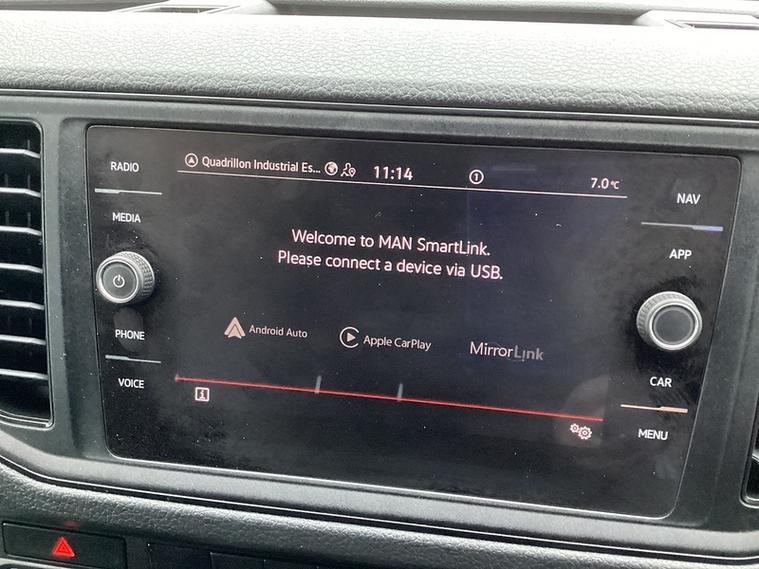 RADIO
MEDIA
PHONE
VOICE
Quadrillon Industrial Es... 11:14 1 7.0°C
Welcome to MAN SmartLink.
Please connect a device via USB.
Android Auto
Apple CarPlay
MirrorLink
i
NAV
APP
CAR
MENU